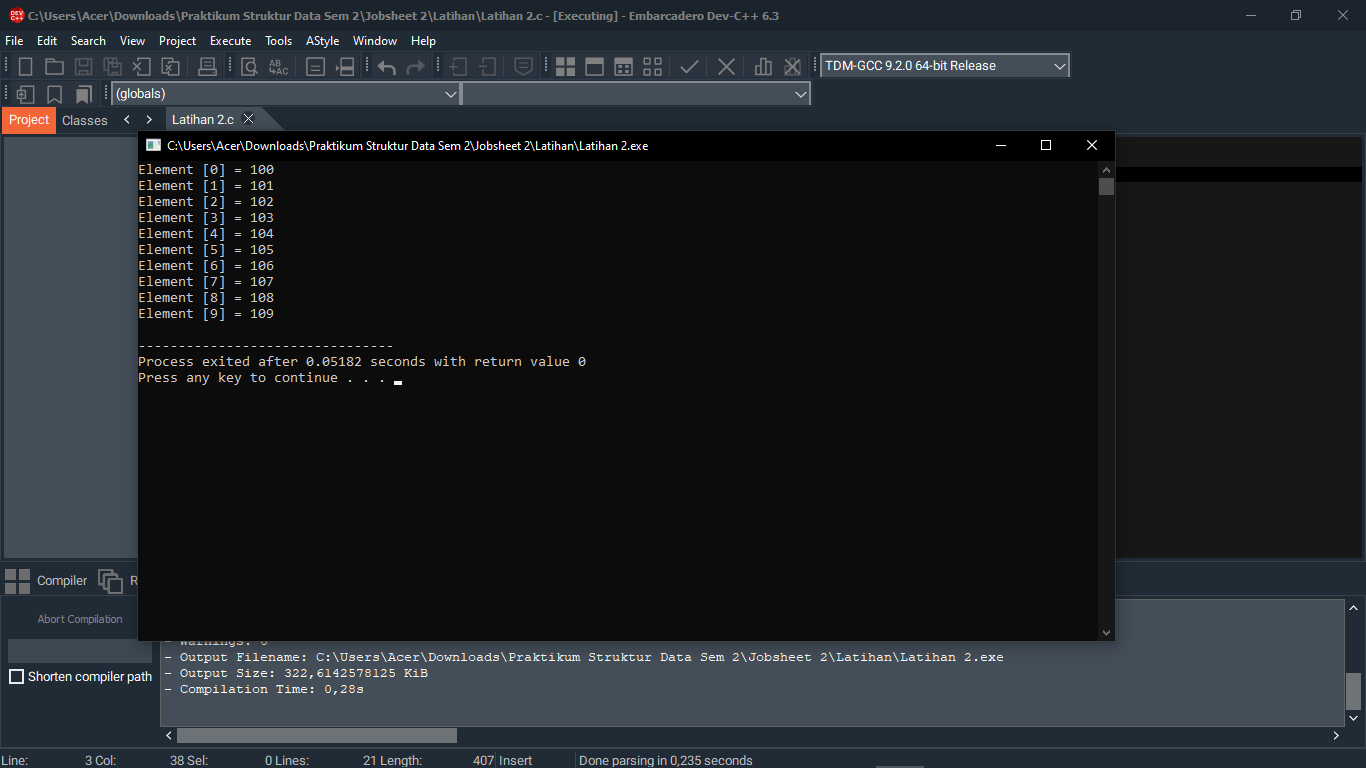 C:\Users\Acer\Downloads\Praktikum Struktur Data Sem 2\Jobsheet 2\Latihan\Latihan 2.c - [Executing] - Embarcadero Dev-C++ 6.3
File Edit Search View Project Execute Tools AStyle Window Help
TDM-GCC 9.2.0 64-bit Release
(globals)
Project Classes Latihan 2.c
C:\Users\Acer\Downloads\Praktikum Struktur Data Sem 2\Jobsheet 2\Latihan\Latihan 2.exe
Element [0] = 100
Element [1] = 101
Element [2] = 102
Element [3] = 103
Element [4] = 104
Element [5] = 105
Element [6] = 106
Element [7] = 107
Element [8] = 108
Element [9] = 109
--------------------------------
Process exited after 0.05182 seconds with return value 0
Press any key to continue . . .
Compiler R
Abort Compilation
Shorten compiler path
- Warnings: 0
- Output Filename: C:\Users\Acer\Downloads\Praktikum Struktur Data Sem 2\Jobsheet 2\Latihan\Latihan 2.exe
- Output Size: 322,6142578125 KiB
- Compilation Time: 0,28s
Line: 3 Col: 38 Sel: 0 Lines: 21 Length: 407 Insert Done parsing in 0,235 seconds